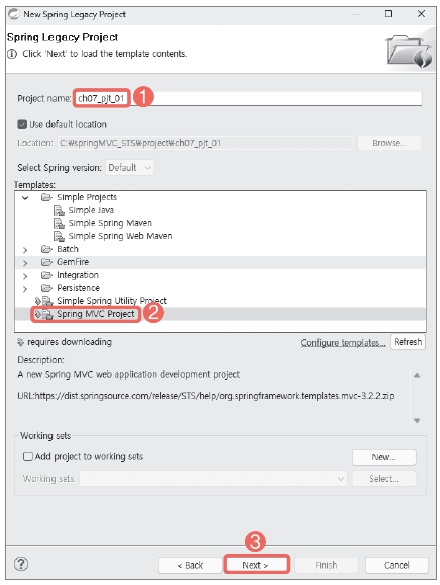 New Spring Legacy Project
Spring Legacy Project
Click 'Next' to load the template contents.
Project name: ch07_pjt_01 1
Use default location
Location: C:₩springMVC_STS₩project₩ch07_pjt_01 Browse...
Select Spring version: Default
Templates:
Simple Projects
Simple Java
Simple Spring Maven
Simple Spring Web Maven
Batch
GemFire
Integration
Persistence
Simple Spring Utility Project
Spring MVC Project 2
requires downloading Configure templates... Refresh
Description:
A new Spring MVC web application development project
URL:https://dist.springsource.com/release/STS/help/org.springframework.templates.mvc-3.2.2.zip
Working sets
Add project to working sets New...
Working sets: Select...
3
? < Back Next > Finish Cancel